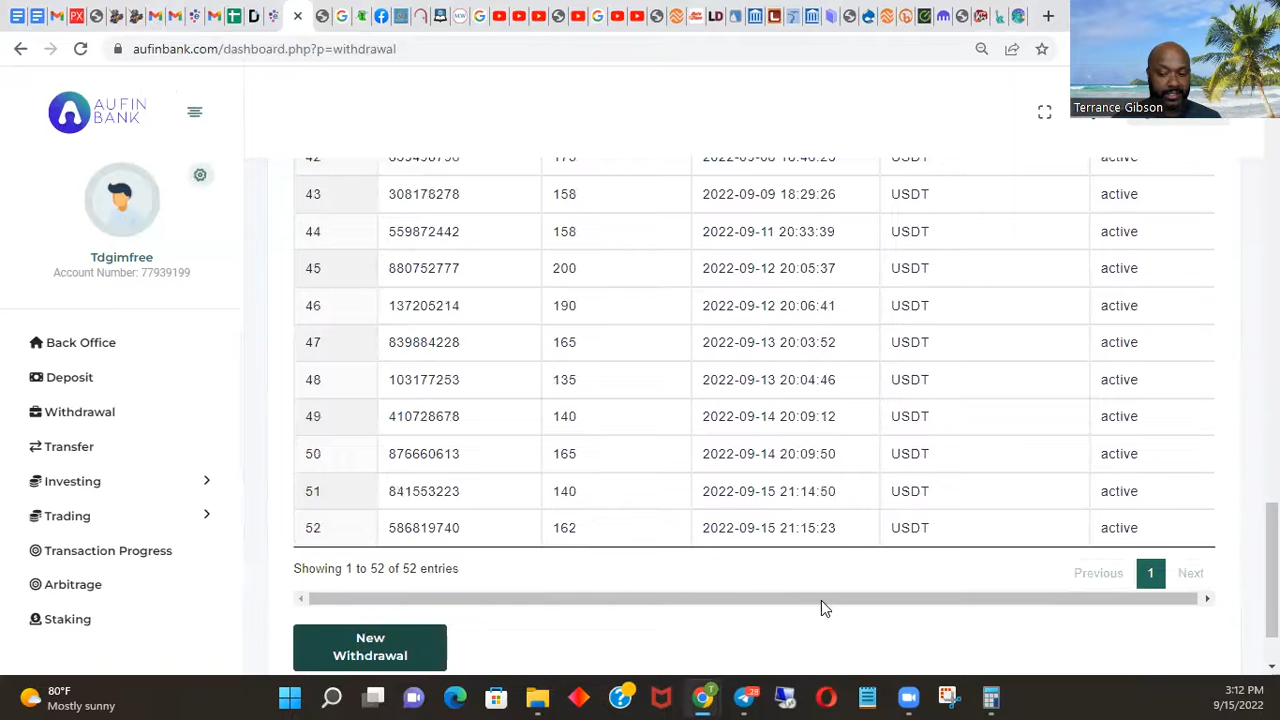 aufinbank.com/dashboard.php?p=withdrawal
Terrance Gibson
AUFIN
BANK
Tdgimfree
Account Number: 77939199
Back Office
Deposit
Withdrawal
Transfer
Investing
Trading
Transaction Progress
Arbitrage
Staking
43 308178278 158 2022-09-09 18:29:26 USDT active
44 559872442 158 2022-09-11 20:33:39 USDT active
45 880752777 200 2022-09-12 20:05:37 USDT active
46 137205214 190 2022-09-12 20:06:41 USDT active
47 839884228 165 2022-09-13 20:03:52 USDT active
48 103177253 135 2022-09-13 20:04:46 USDT active
49 410728678 140 2022-09-14 20:09:12 USDT active
50 876660613 165 2022-09-14 20:09:50 USDT active
51 841553223 140 2022-09-15 21:14:50 USDT active
52 586819740 162 2022-09-15 21:15:23 USDT active
Showing 1 to 52 of 52 entries
Previous 1 Next
New
Withdrawal
80°F
Mostly sunny
28
3:12 PM
9/15/2022